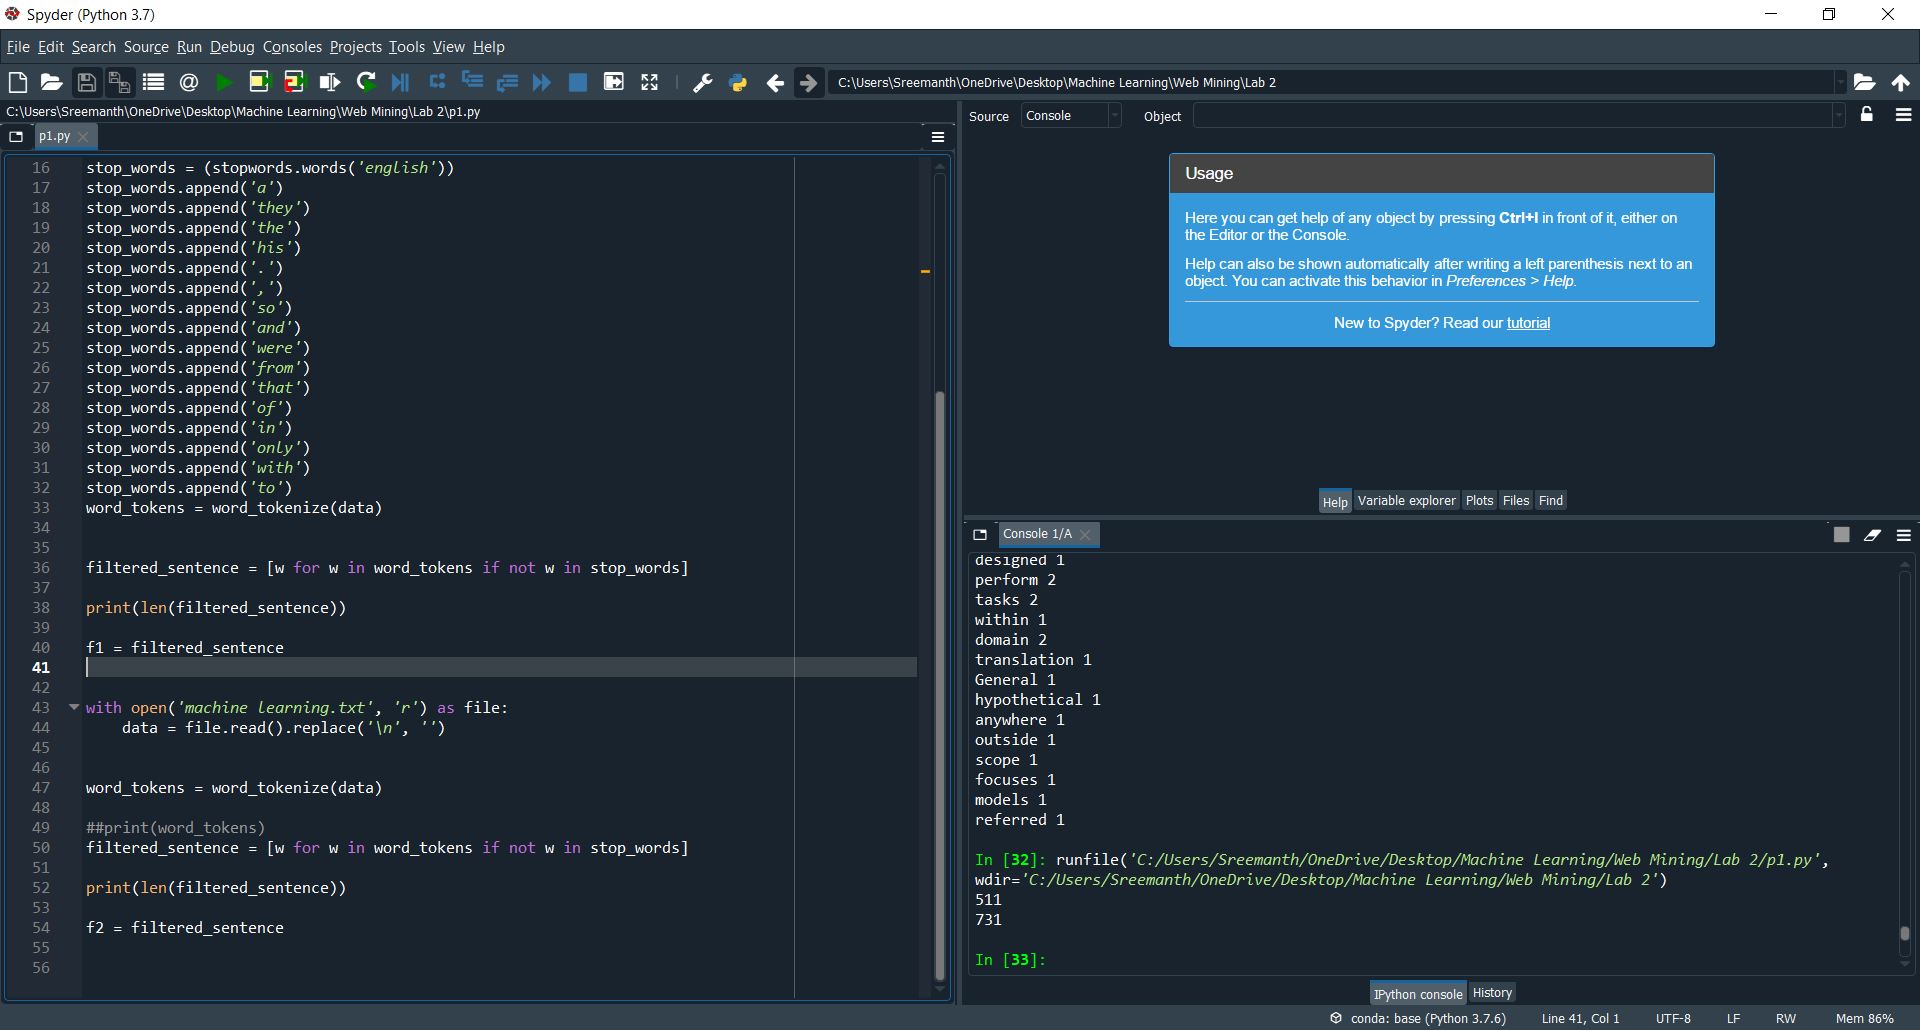 Spyder (Python 3.7)
File Edit Search Source Run Debug Consoles Projects Tools View Help
C:\Users\Sreemanth\OneDrive\Desktop\Machine Learning\Web Mining\Lab 2
C:\Users\Sreemanth\OneDrive\Desktop\Machine Learning\Web Mining\Lab 2\p1.py
p1.py
16 stop_words = (stopwords.words('english'))
17 stop_words.append('a')
18 stop_words.append('they')
19 stop_words.append('the')
20 stop_words.append('his')
21 stop_words.append('.')
22 stop_words.append(',')
23 stop_words.append('so')
24 stop_words.append('and')
25 stop_words.append('were')
26 stop_words.append('from')
27 stop_words.append('that')
28 stop_words.append('of')
29 stop_words.append('in')
30 stop_words.append('only')
31 stop_words.append('with')
32 stop_words.append('to')
33 word_tokens = word_tokenize(data)
34
35
36 filtered_sentence = [w for w in word_tokens if not w in stop_words]
37
38 print(len(filtered_sentence))
39
40 f1 = filtered_sentence
41
42
43 with open('machine learning.txt', 'r') as file:
44     data = file.read().replace('\n', '')
45
46
47 word_tokens = word_tokenize(data)
48
49 ##print(word_tokens)
50 filtered_sentence = [w for w in word_tokens if not w in stop_words]
51
52 print(len(filtered_sentence))
53
54 f2 = filtered_sentence
55
56
Source Console Object
Usage
Here you can get help of any object by pressing Ctrl+I in front of it, either on
the Editor or the Console.
Help can also be shown automatically after writing a left parenthesis next to an
object. You can activate this behavior in Preferences > Help.
New to Spyder? Read our tutorial
Help Variable explorer Plots Files Find
Console 1/A
designed 1
perform 2
tasks 2
within 1
domain 2
translation 1
General 1
hypothetical 1
anywhere 1
outside 1
scope 1
focuses 1
models 1
referred 1
In [32]: runfile('C:/Users/Sreemanth/OneDrive/Desktop/Machine Learning/Web Mining/Lab 2/p1.py',
wdir='C:/Users/Sreemanth/OneDrive/Desktop/Machine Learning/Web Mining/Lab 2')
511
731
In [33]:
IPython console History
conda: base (Python 3.7.6) Line 41, Col 1 UTF-8 LF RW Mem 86%